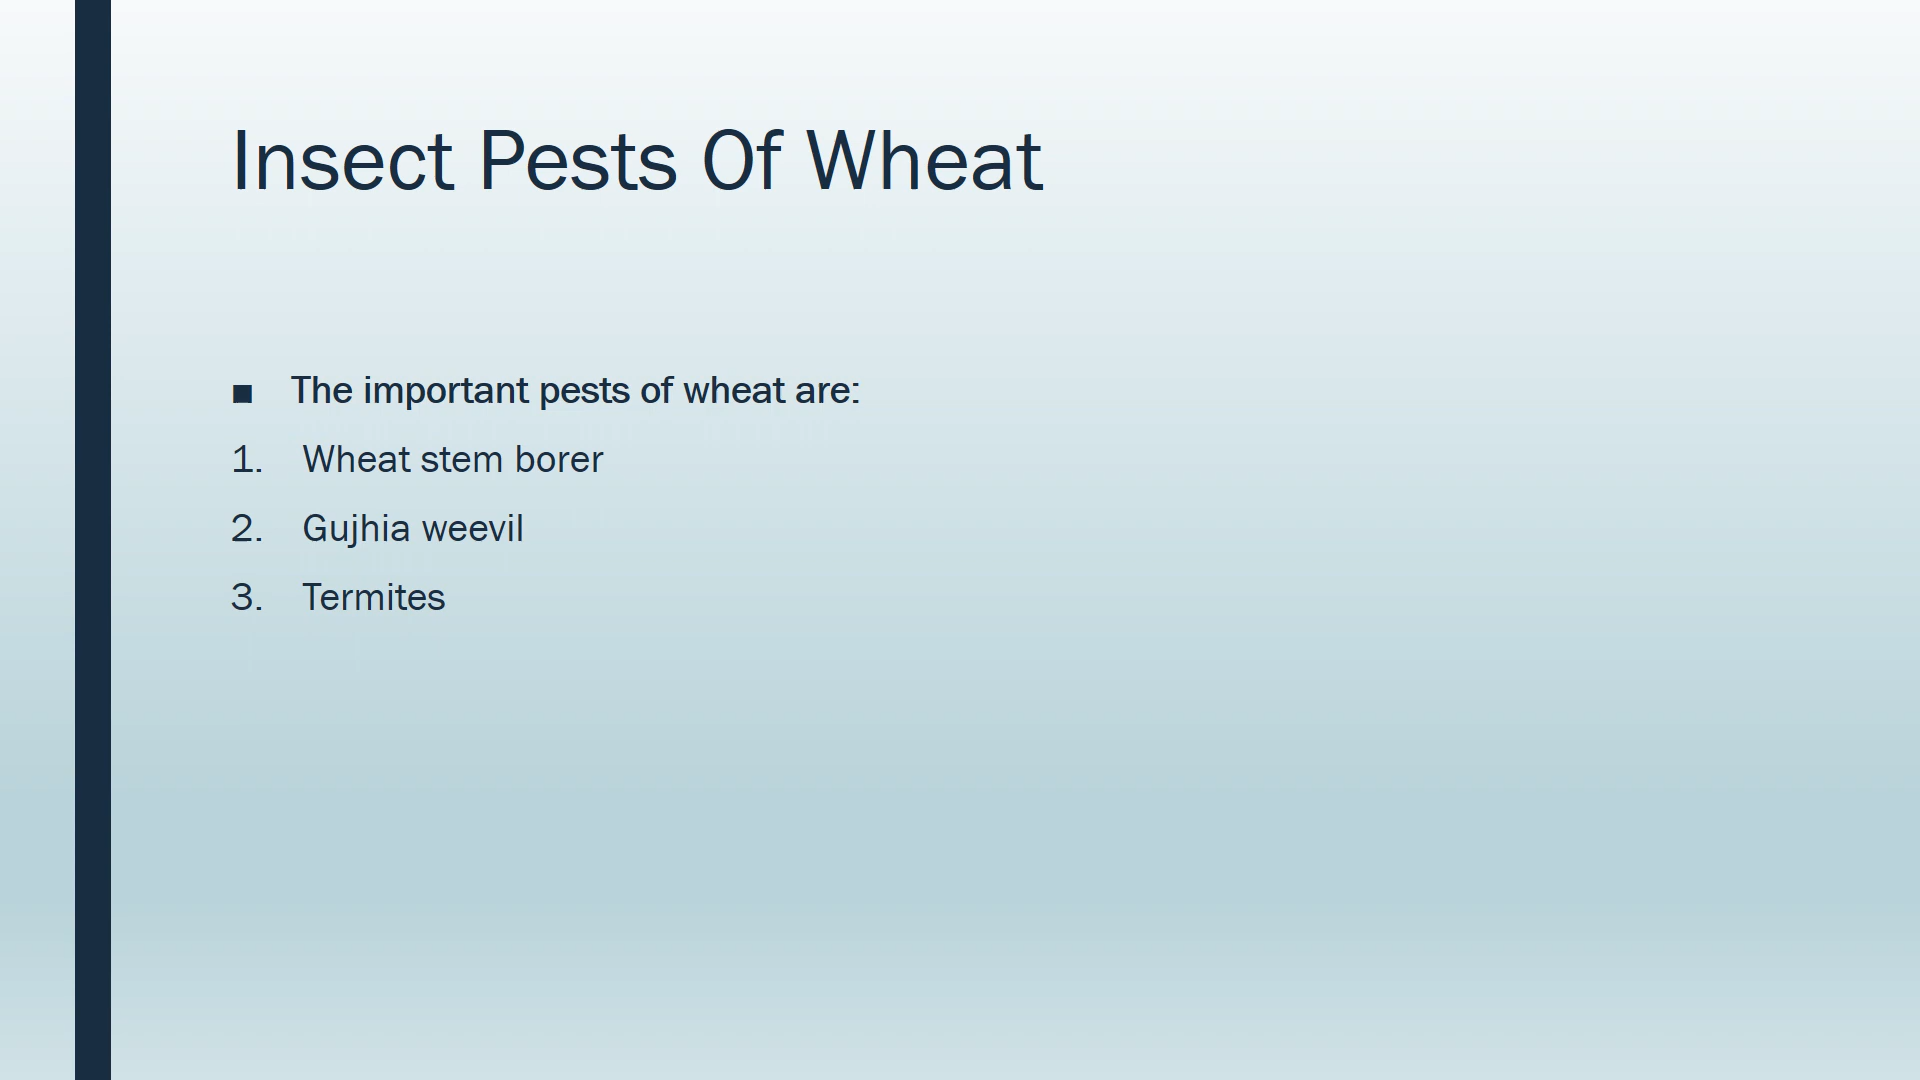 Insect Pests Of Wheat
■ The important pests of wheat are:
1. Wheat stem borer
2. Gujhia weevil
3. Termites